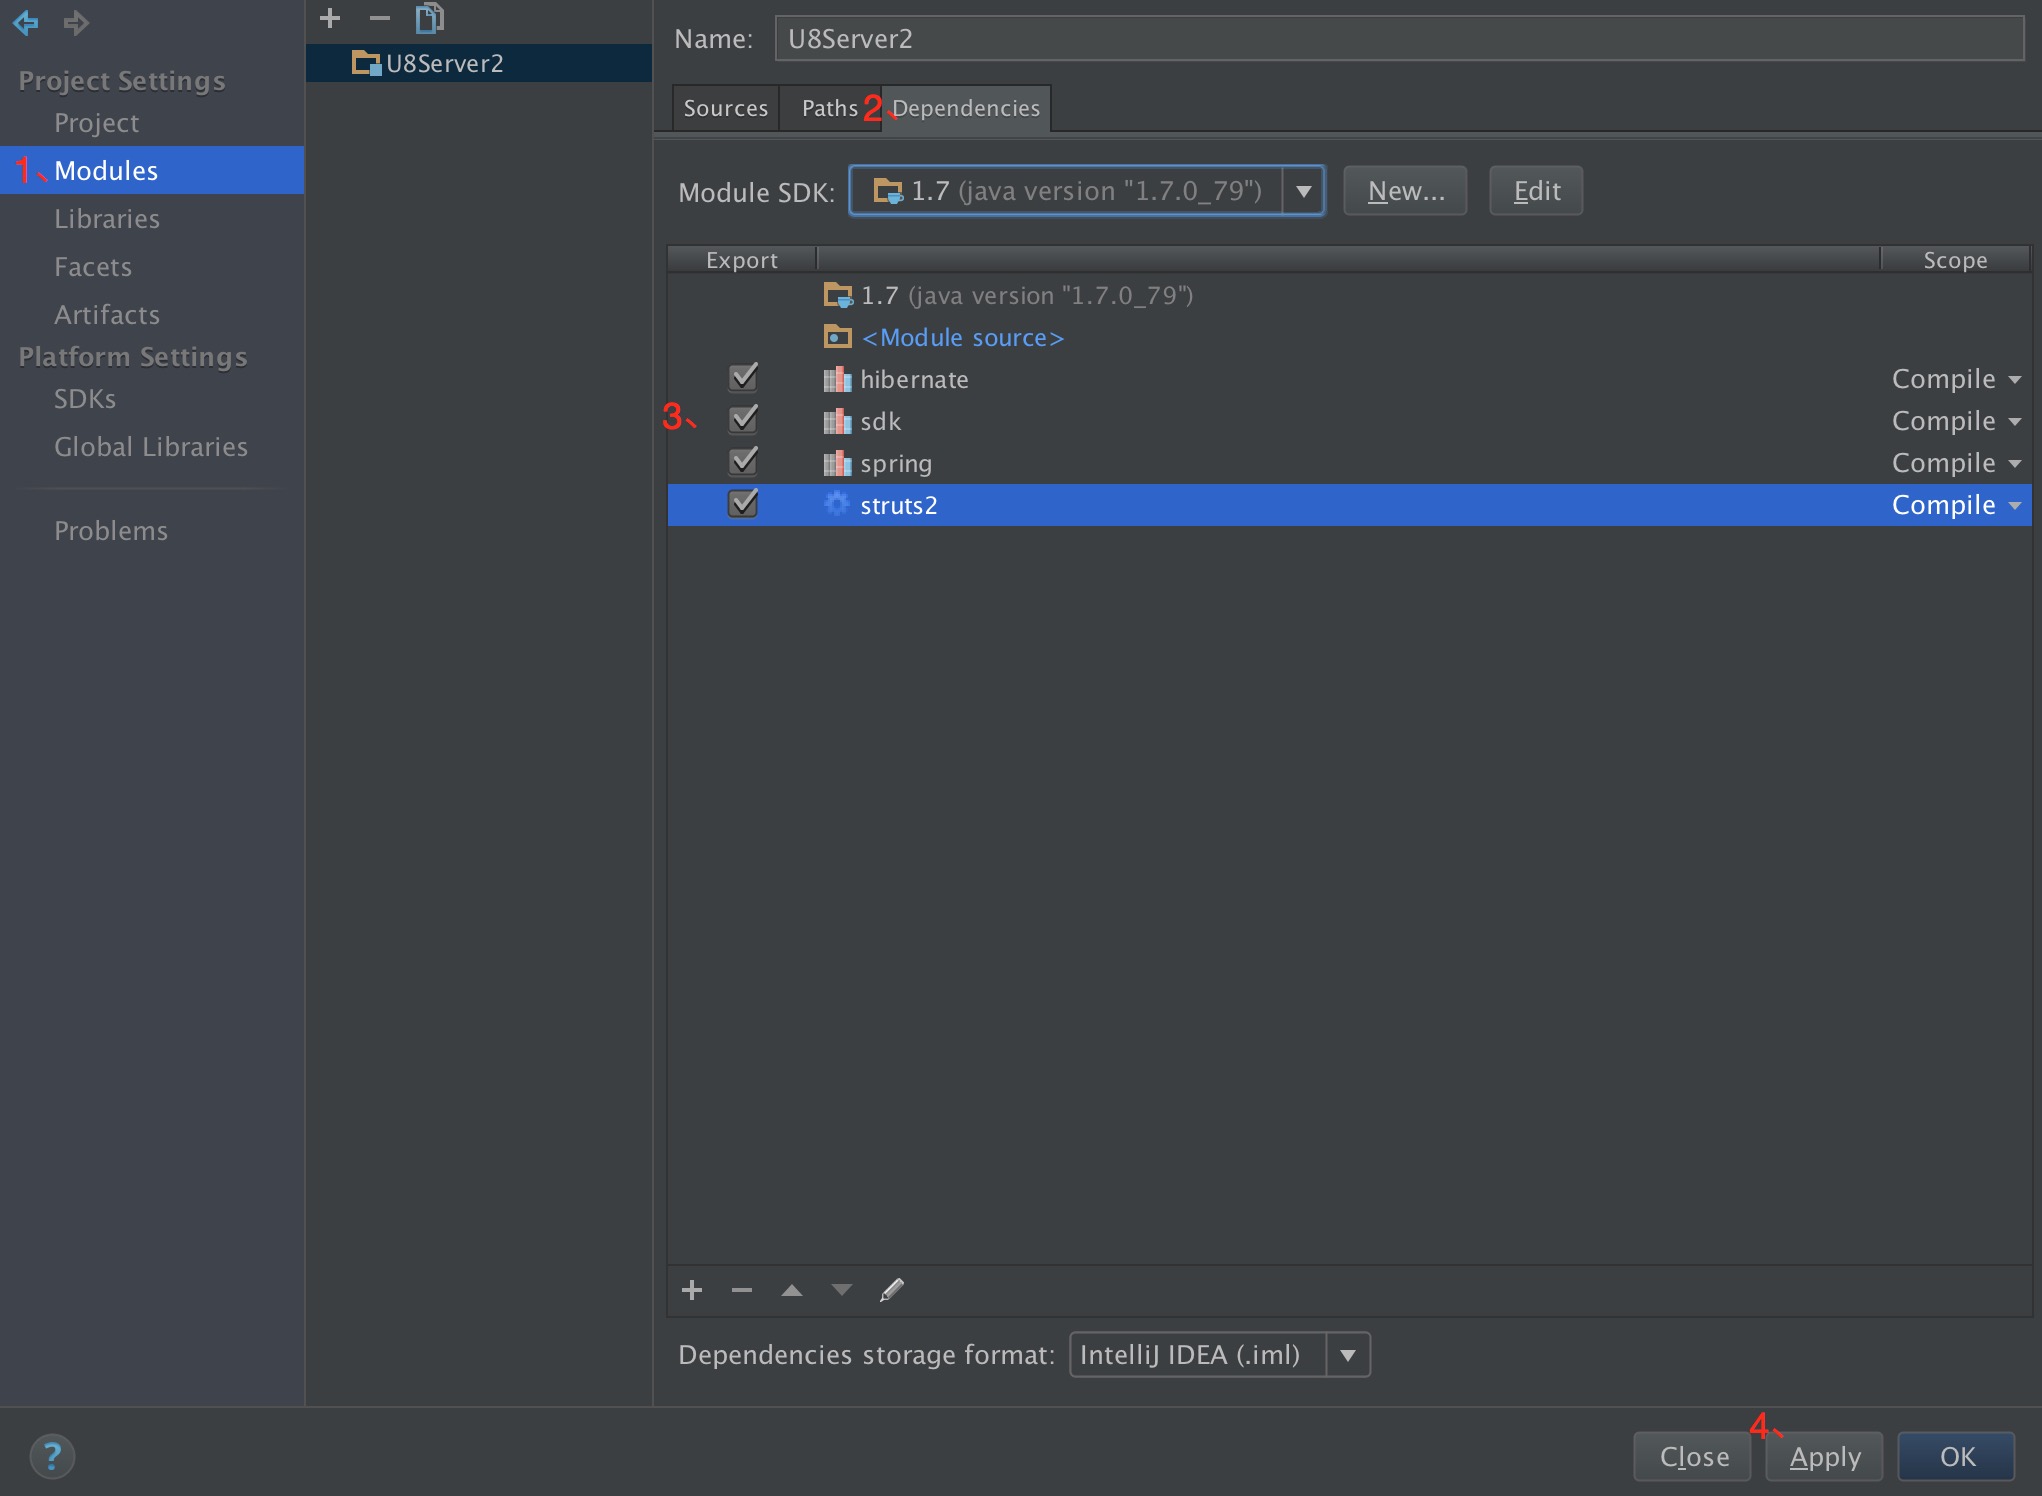 Project Settings
Project
1、Modules
Libraries
Facets
Artifacts
Platform Settings
SDKs
Global Libraries
Problems
U8Server2
Name: U8Server2
Sources Paths 2、Dependencies
Module SDK: 1.7 (java version "1.7.0_79") New... Edit
Export Scope
1.7 (java version "1.7.0_79")
<Module source>
hibernate Compile
3、 sdk Compile
spring Compile
struts2 Compile
Dependencies storage format: IntelliJ IDEA (.iml)
? Close 4、Apply OK